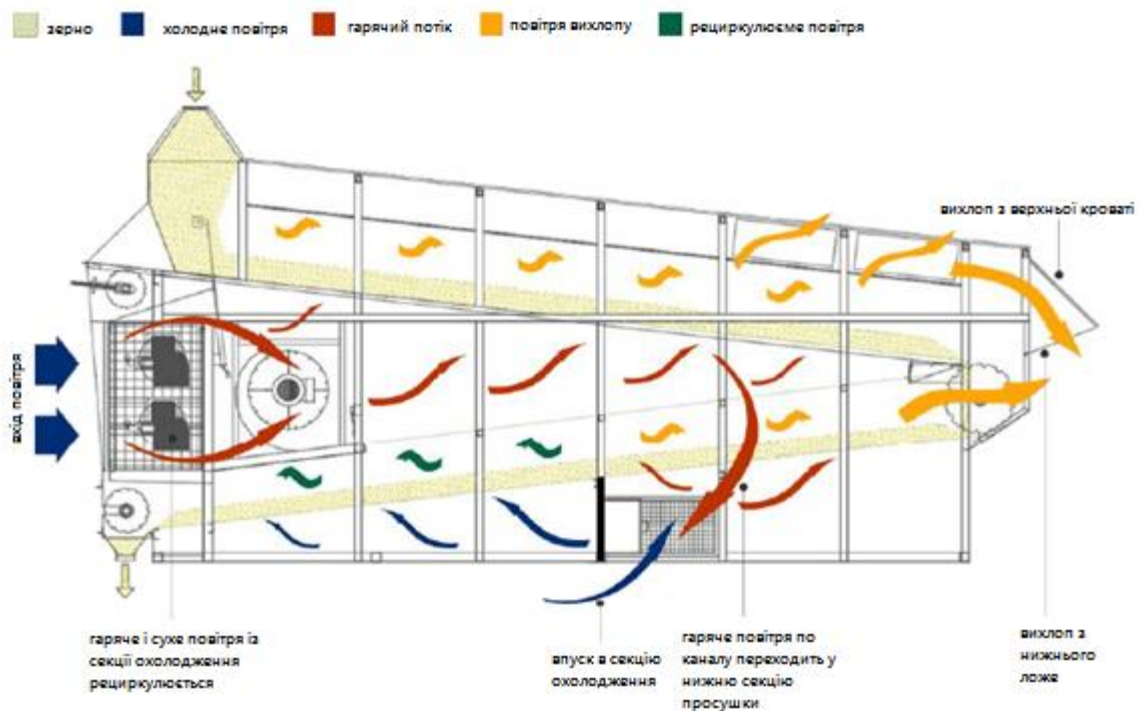 зерно
холодне повітря
гарячий потік
повітря вихлопу
рециркулюєме повітря
вихлоп з верхньої кроваті
вхід повітря
гаряче і сухе повітря із
секції охолодження
рециркулюється
впуск в секцію
охолодження
гаряче повітря по
каналу переходить у
нижню секцію
просушки
вихлоп з
нижнього
ложе